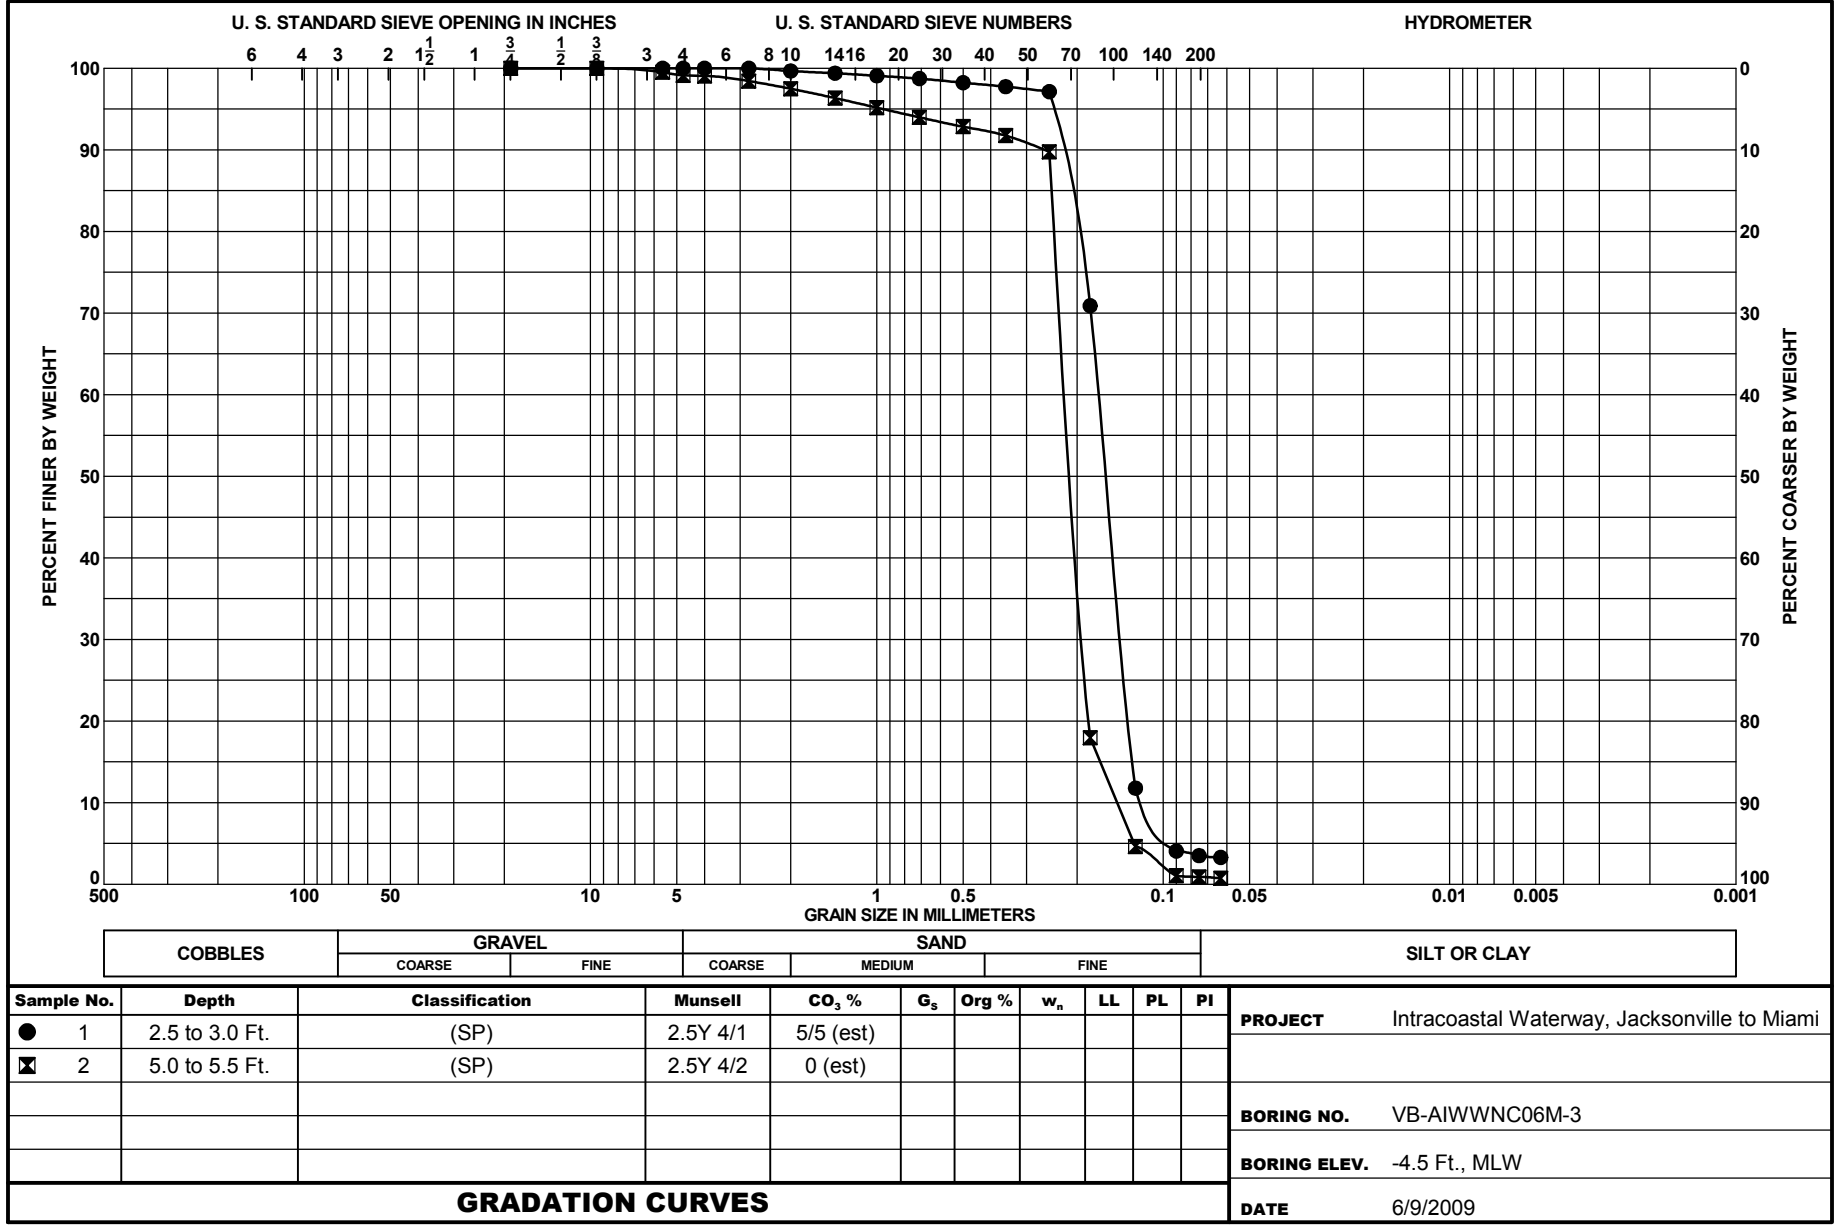 U. S. STANDARD SIEVE OPENING IN INCHES U. S. STANDARD SIEVE NUMBERS HYDROMETER
6 4 3 2 1 1/2 1 3/4 1/2 3/8 3 4 6 8 10 14 16 20 30 40 50 70 100 140 200
100 0
90 10
80 20
70 30
60 40
50 50
40 60
30 70
20 80
10 90
0 100
PERCENT FINER BY WEIGHT
PERCENT COARSER BY WEIGHT
500 100 50 10 5 1 0.5 0.1 0.05 0.01 0.005 0.001
GRAIN SIZE IN MILLIMETERS
COBBLES GRAVEL SAND SILT OR CLAY
COARSE FINE COARSE MEDIUM FINE
Sample No. Depth Classification Munsell CO₃ % Gₛ Org % wₙ LL PL PI
1 2.5 to 3.0 Ft. (SP) 2.5Y 4/1 5/5 (est)
2 5.0 to 5.5 Ft. (SP) 2.5Y 4/2 0 (est)
PROJECT Intracoastal Waterway, Jacksonville to Miami
BORING NO. VB-AIWWNC06M-3
BORING ELEV. -4.5 Ft., MLW
DATE 6/9/2009
GRADATION CURVES